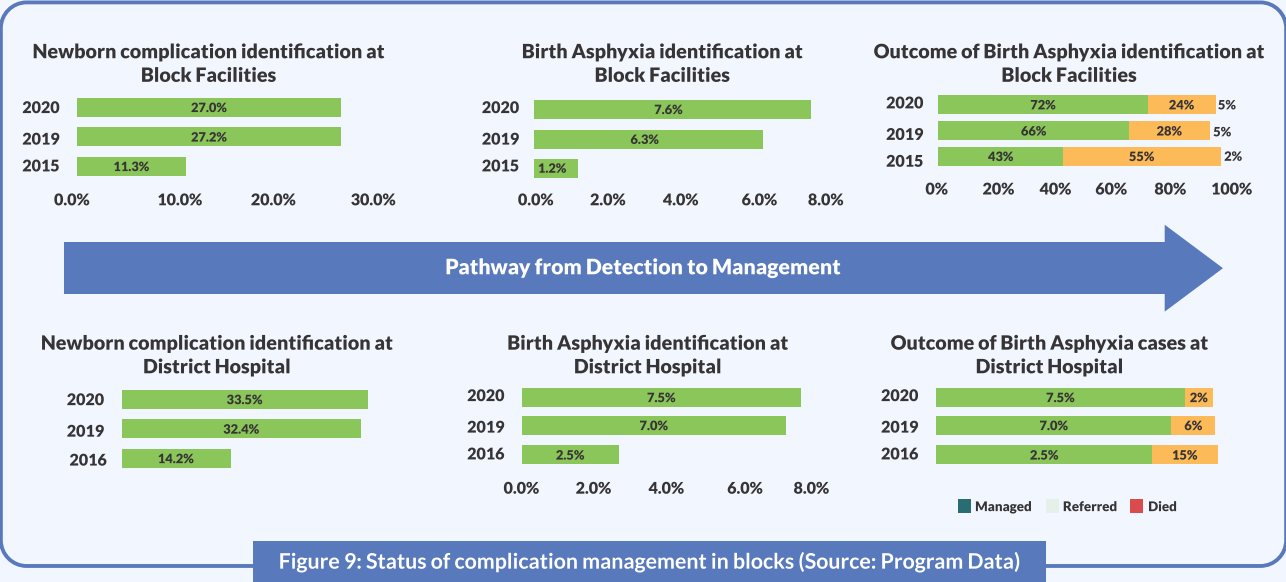 Newborn complication identification at
Block Facilities
2020 27.0%
2019 27.2%
2015 11.3%
0.0% 10.0% 20.0% 30.0%
Birth Asphyxia identification at
Block Facilities
2020 7.6%
2019 6.3%
2015 1.2%
0.0% 2.0% 4.0% 6.0% 8.0%
Outcome of Birth Asphyxia identification at
Block Facilities
2020 72% 24% 5%
2019 66% 28% 5%
2015 43% 55% 2%
0% 20% 40% 60% 80% 100%
Pathway from Detection to Management
Newborn complication identification at
District Hospital
2020 33.5%
2019 32.4%
2016 14.2%
Birth Asphyxia identification at
District Hospital
2020 7.5%
2019 7.0%
2016 2.5%
0.0% 2.0% 4.0% 6.0% 8.0%
Outcome of Birth Asphyxia cases at
District Hospital
2020 7.5% 2%
2019 7.0% 6%
2016 2.5% 15%
Managed Referred Died
Figure 9: Status of complication management in blocks (Source: Program Data)